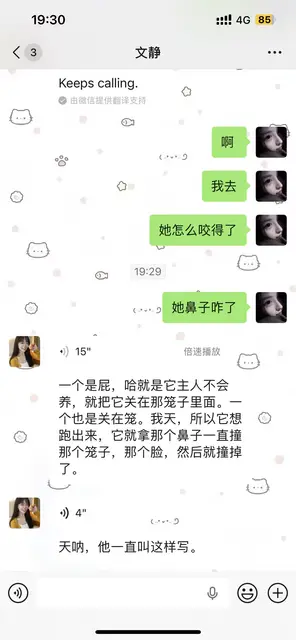 19:30
4G 85
3
文静
Keeps calling.
由微信提供翻译支持
啊
我去
她怎么咬得了
19:29
她鼻子咋了
15"
倍速播放
一个是屁，哈就是它主人不会
养，就把它关在那笼子里面。一
个也是关在笼。我天，所以它想
跑出来，它就拿那个鼻子一直撞
那个笼子，那个脸，然后就撞掉
了。
4"
天呐，他一直叫这样写。